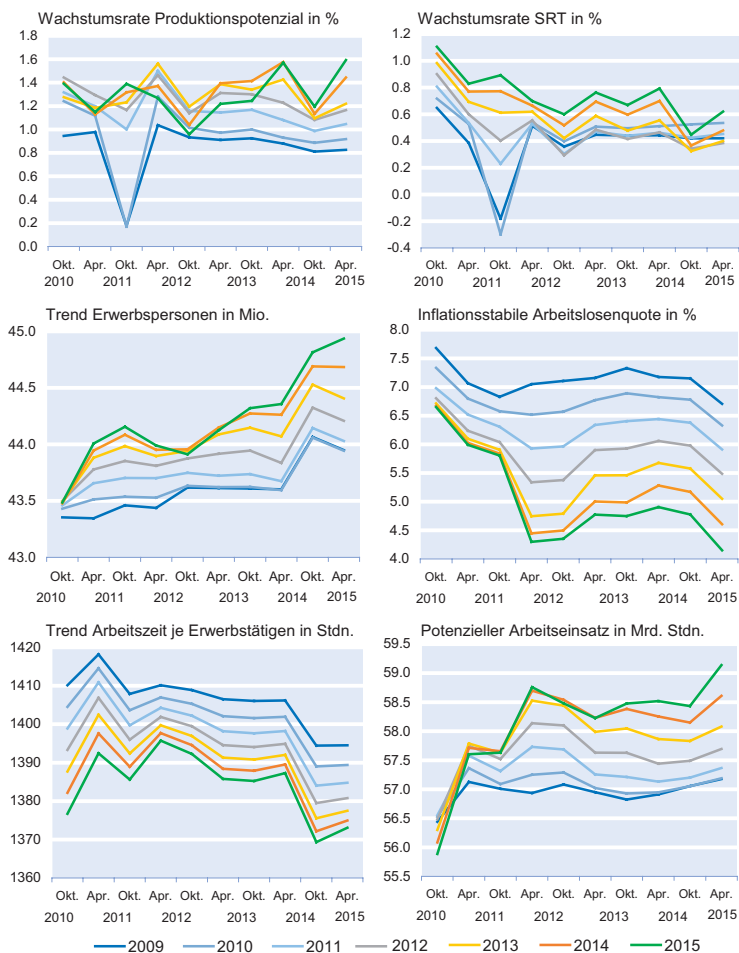 Wachstumsrate Produktionspotenzial in %
1.8
1.6
1.4
1.2
1.0
0.8
0.6
0.4
0.2
0.0
Okt. Apr. Okt. Apr. Okt. Apr. Okt. Apr. Okt. Apr.
2010 2011 2012 2013 2014 2015
Wachstumsrate SRT in %
1.2
1.0
0.8
0.6
0.4
0.2
0.0
-0.2
-0.4
Okt. Apr. Okt. Apr. Okt. Apr. Okt. Apr. Okt. Apr.
2010 2011 2012 2013 2014 2015
Trend Erwerbspersonen in Mio.
45.0
44.5
44.0
43.5
43.0
Okt. Apr. Okt. Apr. Okt. Apr. Okt. Apr. Okt. Apr.
2010 2011 2012 2013 2014 2015
Inflationsstabile Arbeitslosenquote in %
8.0
7.0
6.5
6.0
5.5
5.0
4.5
4.0
Okt. Apr. Okt. Apr. Okt. Apr. Okt. Apr. Okt. Apr.
2010 2011 2012 2013 2014 2015
Trend Arbeitszeit je Erwerbstätigen in Stdn.
1420
1410
1400
1390
1380
1370
1360
Okt. Apr. Okt. Apr. Okt. Apr. Okt. Apr. Okt. Apr.
2010 2011 2012 2013 2014 2015
Potenzieller Arbeitseinsatz in Mrd. Stdn.
59.5
59.0
58.5
58.0
57.5
57.0
56.5
56.0
55.5
Okt. Apr. Okt. Apr. Okt. Apr. Okt. Apr. Okt. Apr.
2010 2011 2012 2013 2014 2015
2009 2010 2011 2012 2013 2014 2015